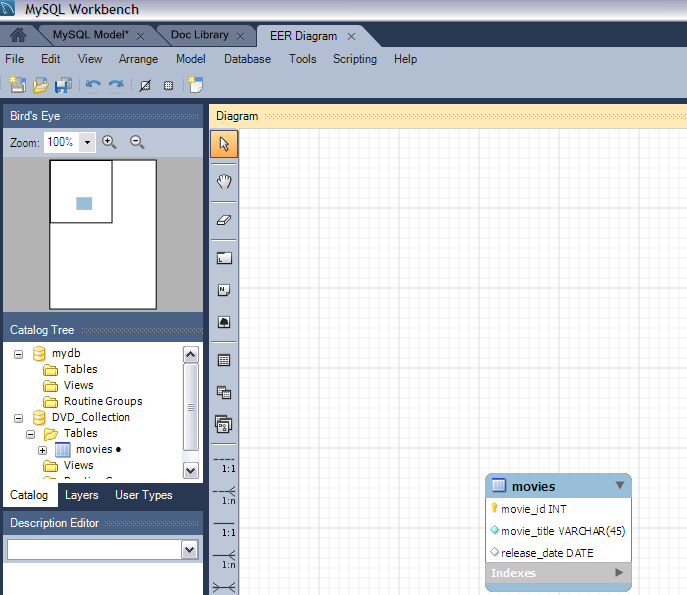 MySQL Workbench
MySQL Model* Doc Library EER Diagram
File Edit View Arrange Model Database Tools Scripting Help
Bird's Eye
Zoom: 100%
Diagram
Catalog Tree
mydb
Tables
Views
Routine Groups
DVD_Collection
Tables
movies
Views
Catalog Layers User Types
Description Editor
1:1
1:n
1:1
1:n
movies
movie_id INT
movie_title VARCHAR(45)
release_date DATE
Indexes